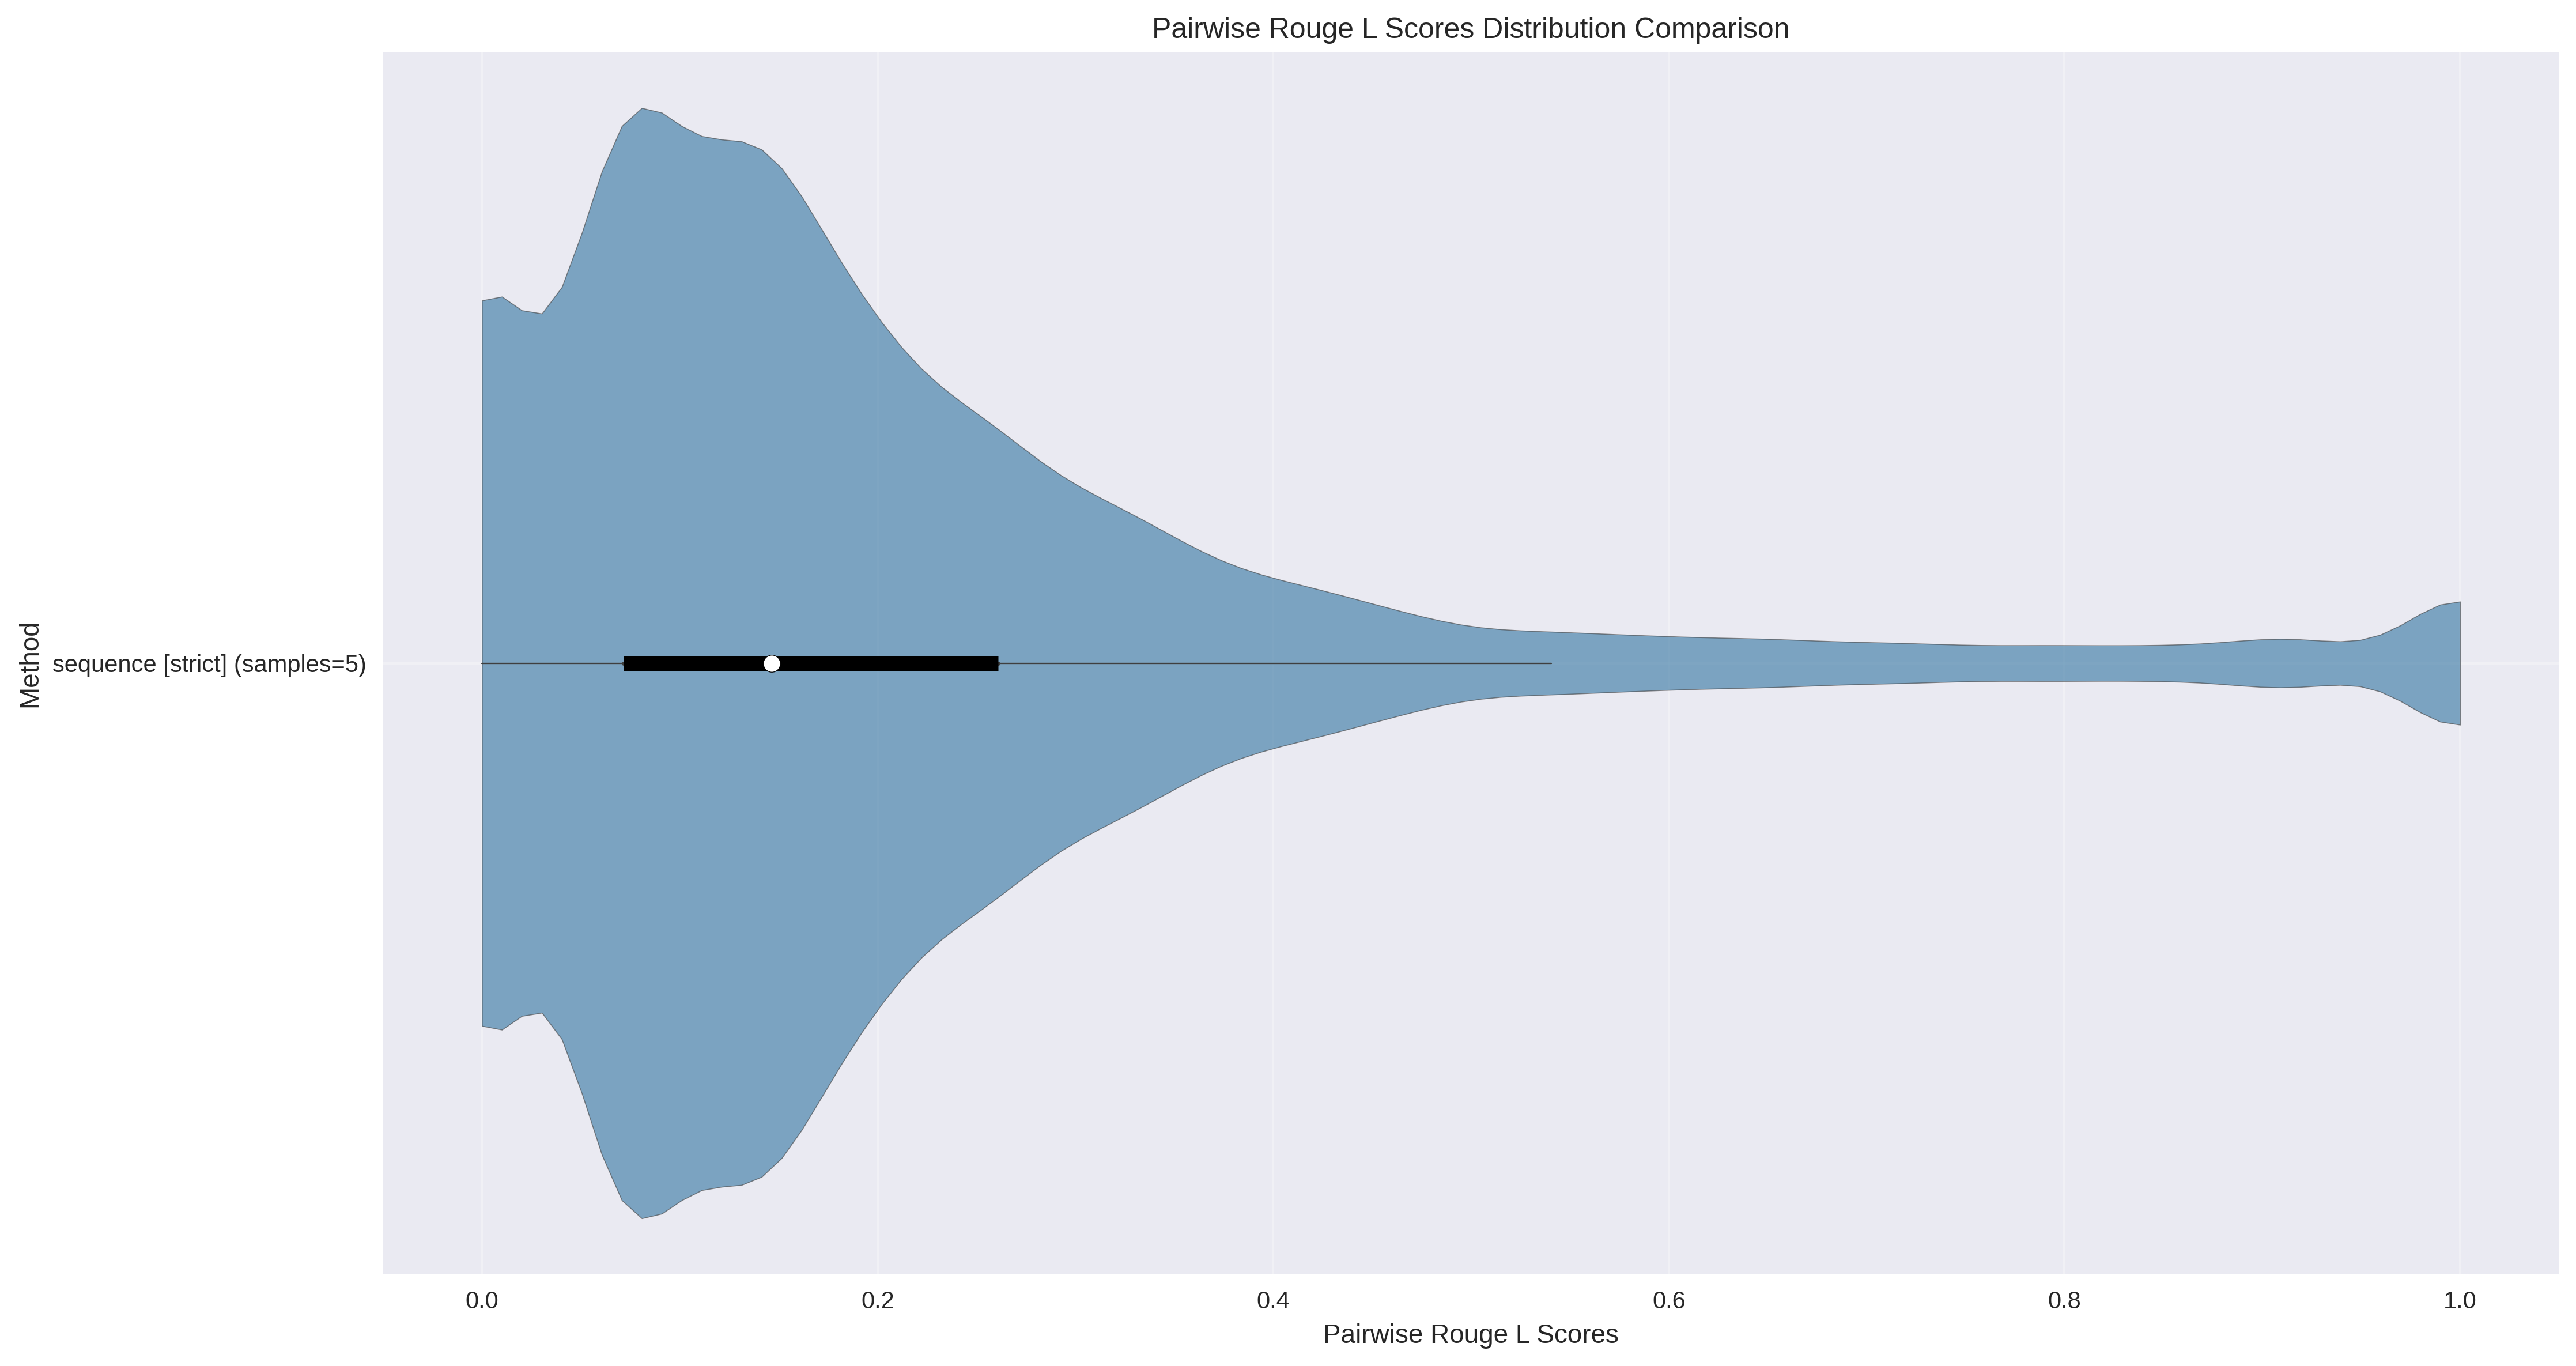 Pairwise Rouge L Scores Distribution Comparison
Method
sequence [strict] (samples=5)
0.0 0.2 0.4 0.6 0.8 1.0
Pairwise Rouge L Scores